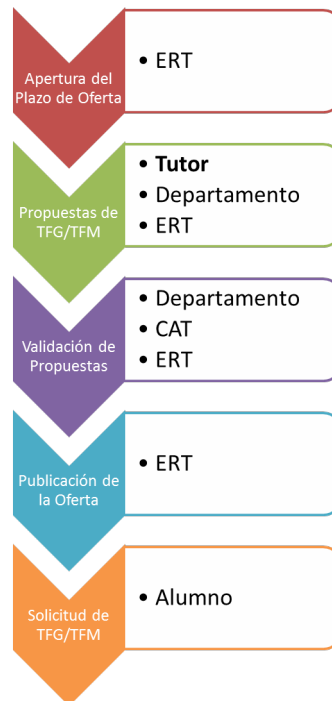 Apertura del
Plazo de Oferta
• ERT
Propuestas de
TFG/TFM
• Tutor
• Departamento
• ERT
Validación de
Propuestas
• Departamento
• CAT
• ERT
Publicación de
la Oferta
• ERT
Solicitud de
TFG/TFM
• Alumno